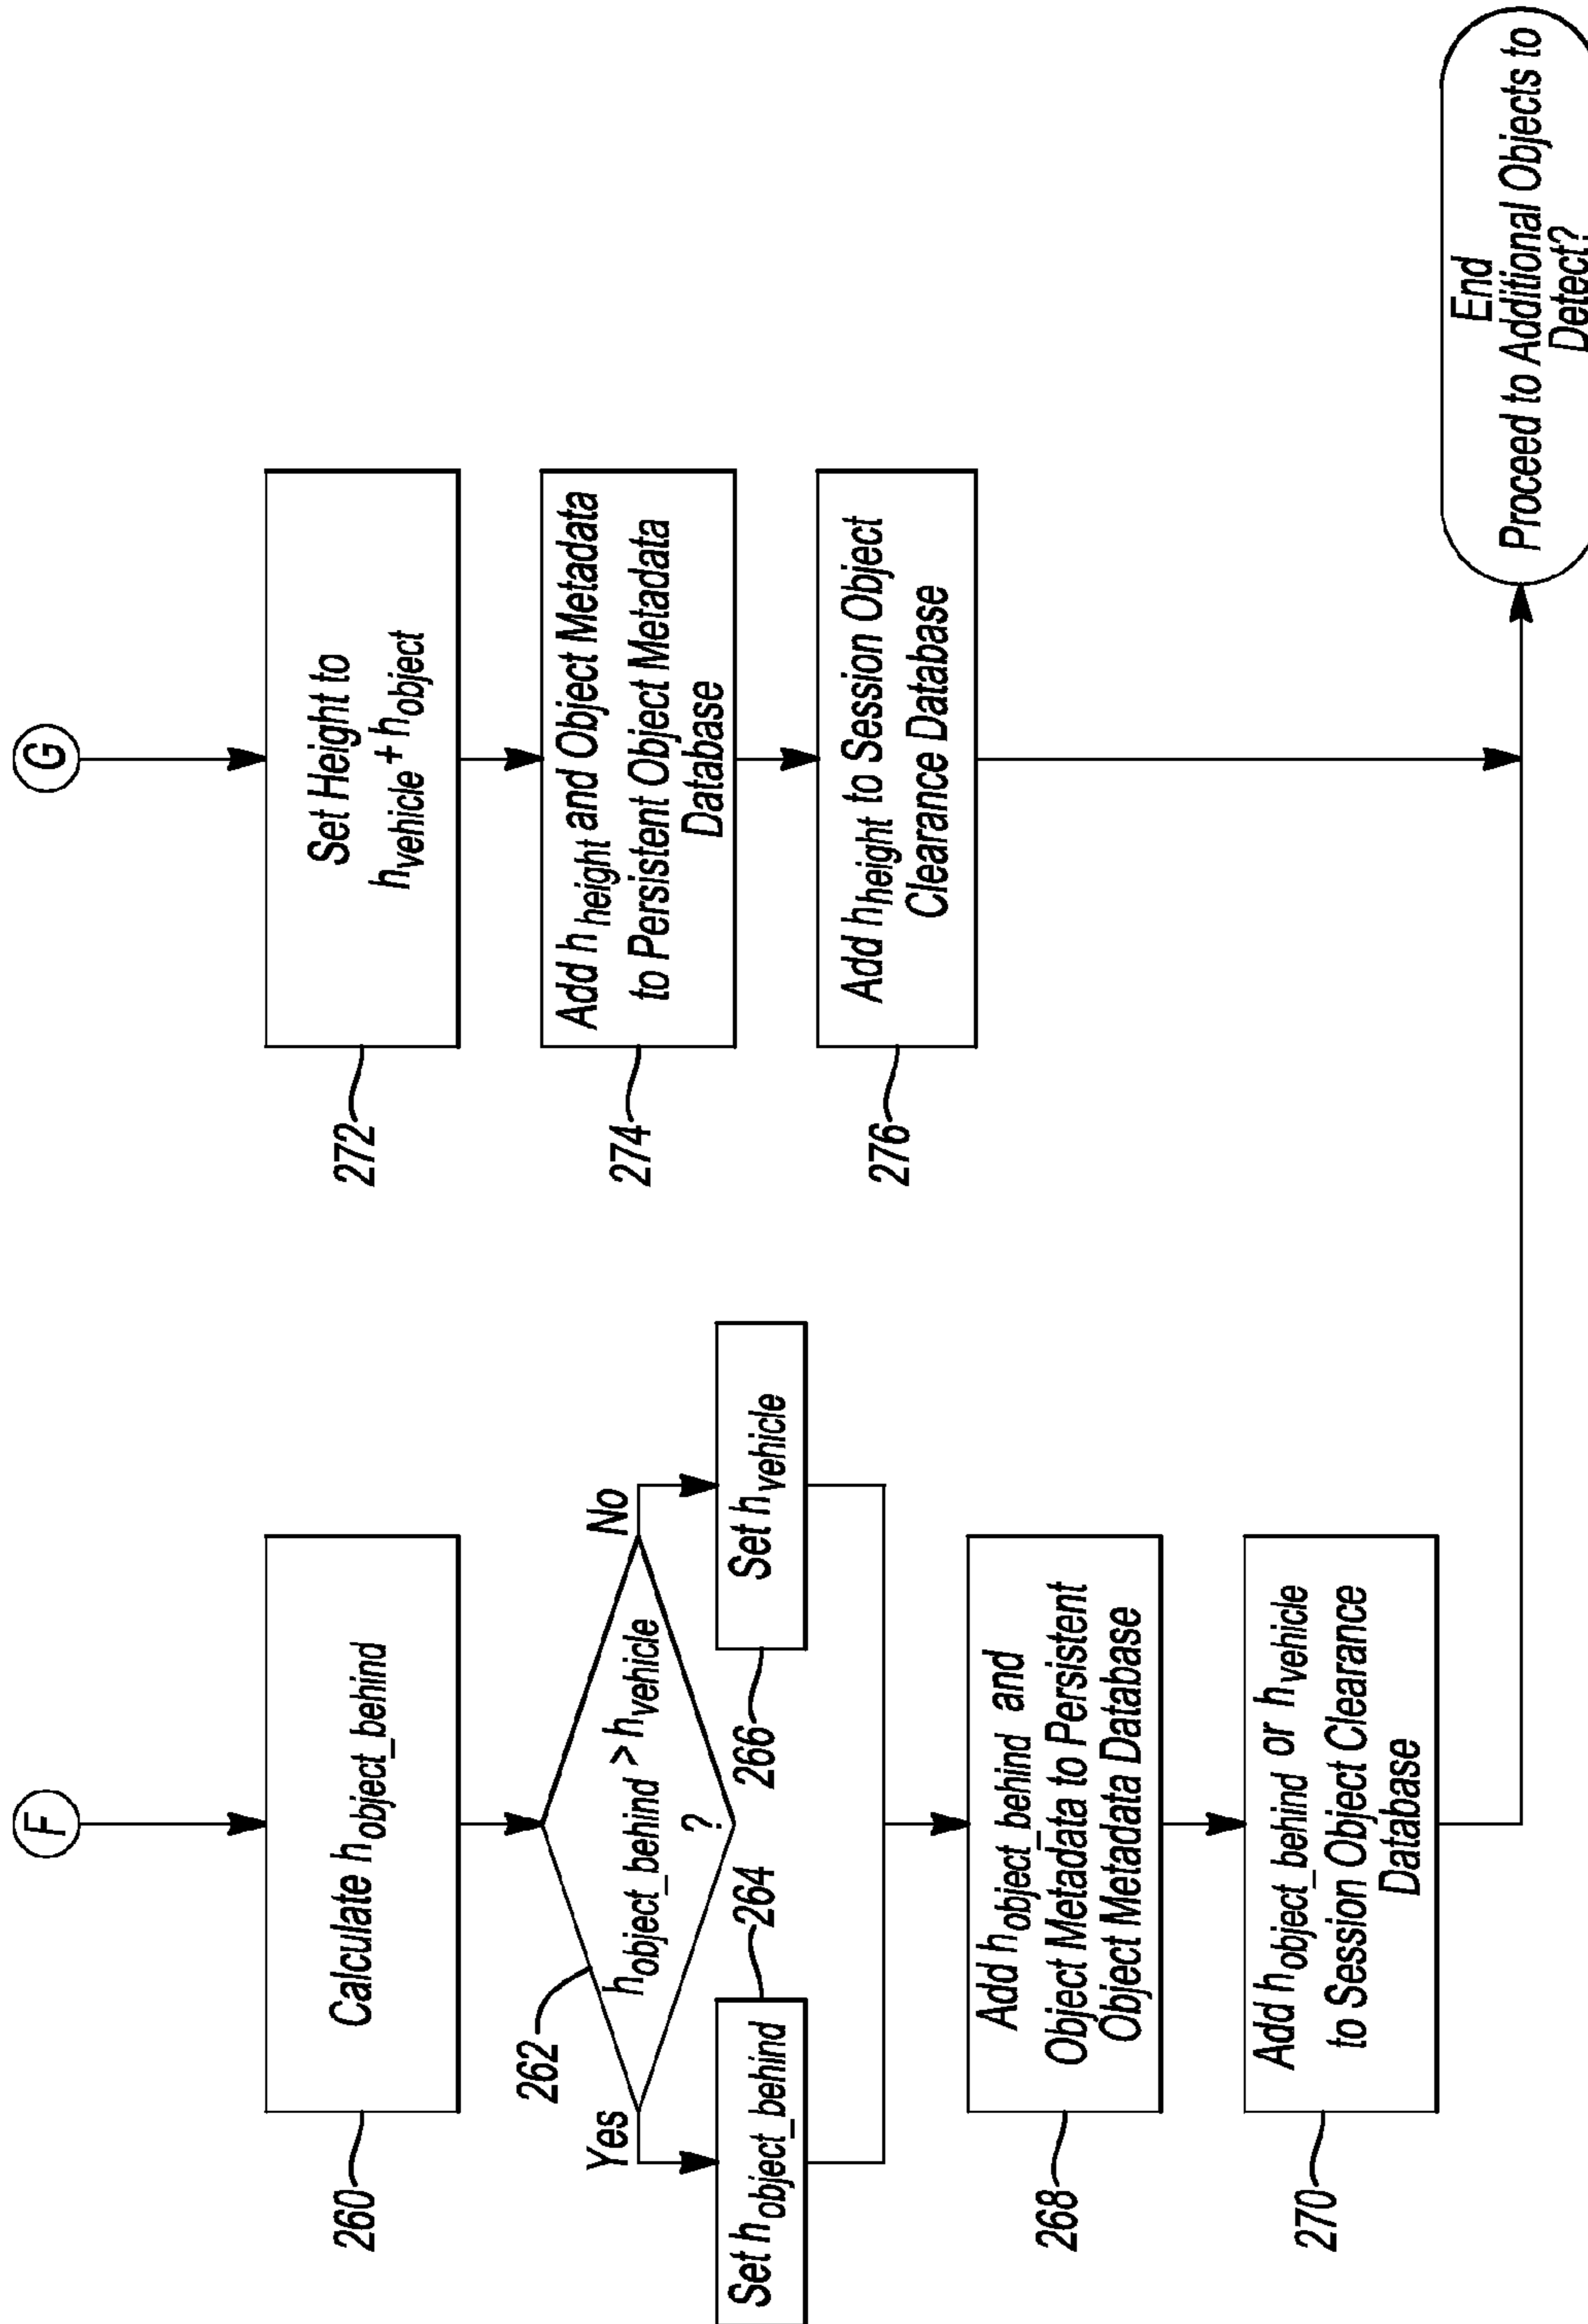 F
260
Calculate h_object_behind
262
h_object_behind > h_vehicle
?
Yes
No
264
Set h_object_behind
266
Set h_vehicle
268
Add h_object_behind and
Object Metadata to Persistent
Object Metadata Database
270
Add h_object_behind or h_vehicle
to Session Object Clearance
Database
G
272
Set Height to
h_vehicle + h_object
274
Add h_height and Object Metadata
to Persistent Object Metadata
Database
276
Add h_height to Session Object
Clearance Database
End
Proceed to Additional Objects to
Detect?